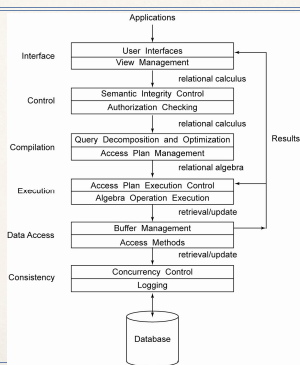 Applications
Interface
User Interfaces
View Management
relational calculus
Control
Semantic Integrity Control
Authorization Checking
relational calculus
Compilation
Query Decomposition and Optimization
Access Plan Management
Results
relational algebra
Execution
Access Plan Execution Control
Algebra Operation Execution
retrieval/update
Data Access
Buffer Management
Access Methods
retrieval/update
Consistency
Concurrency Control
Logging
Database